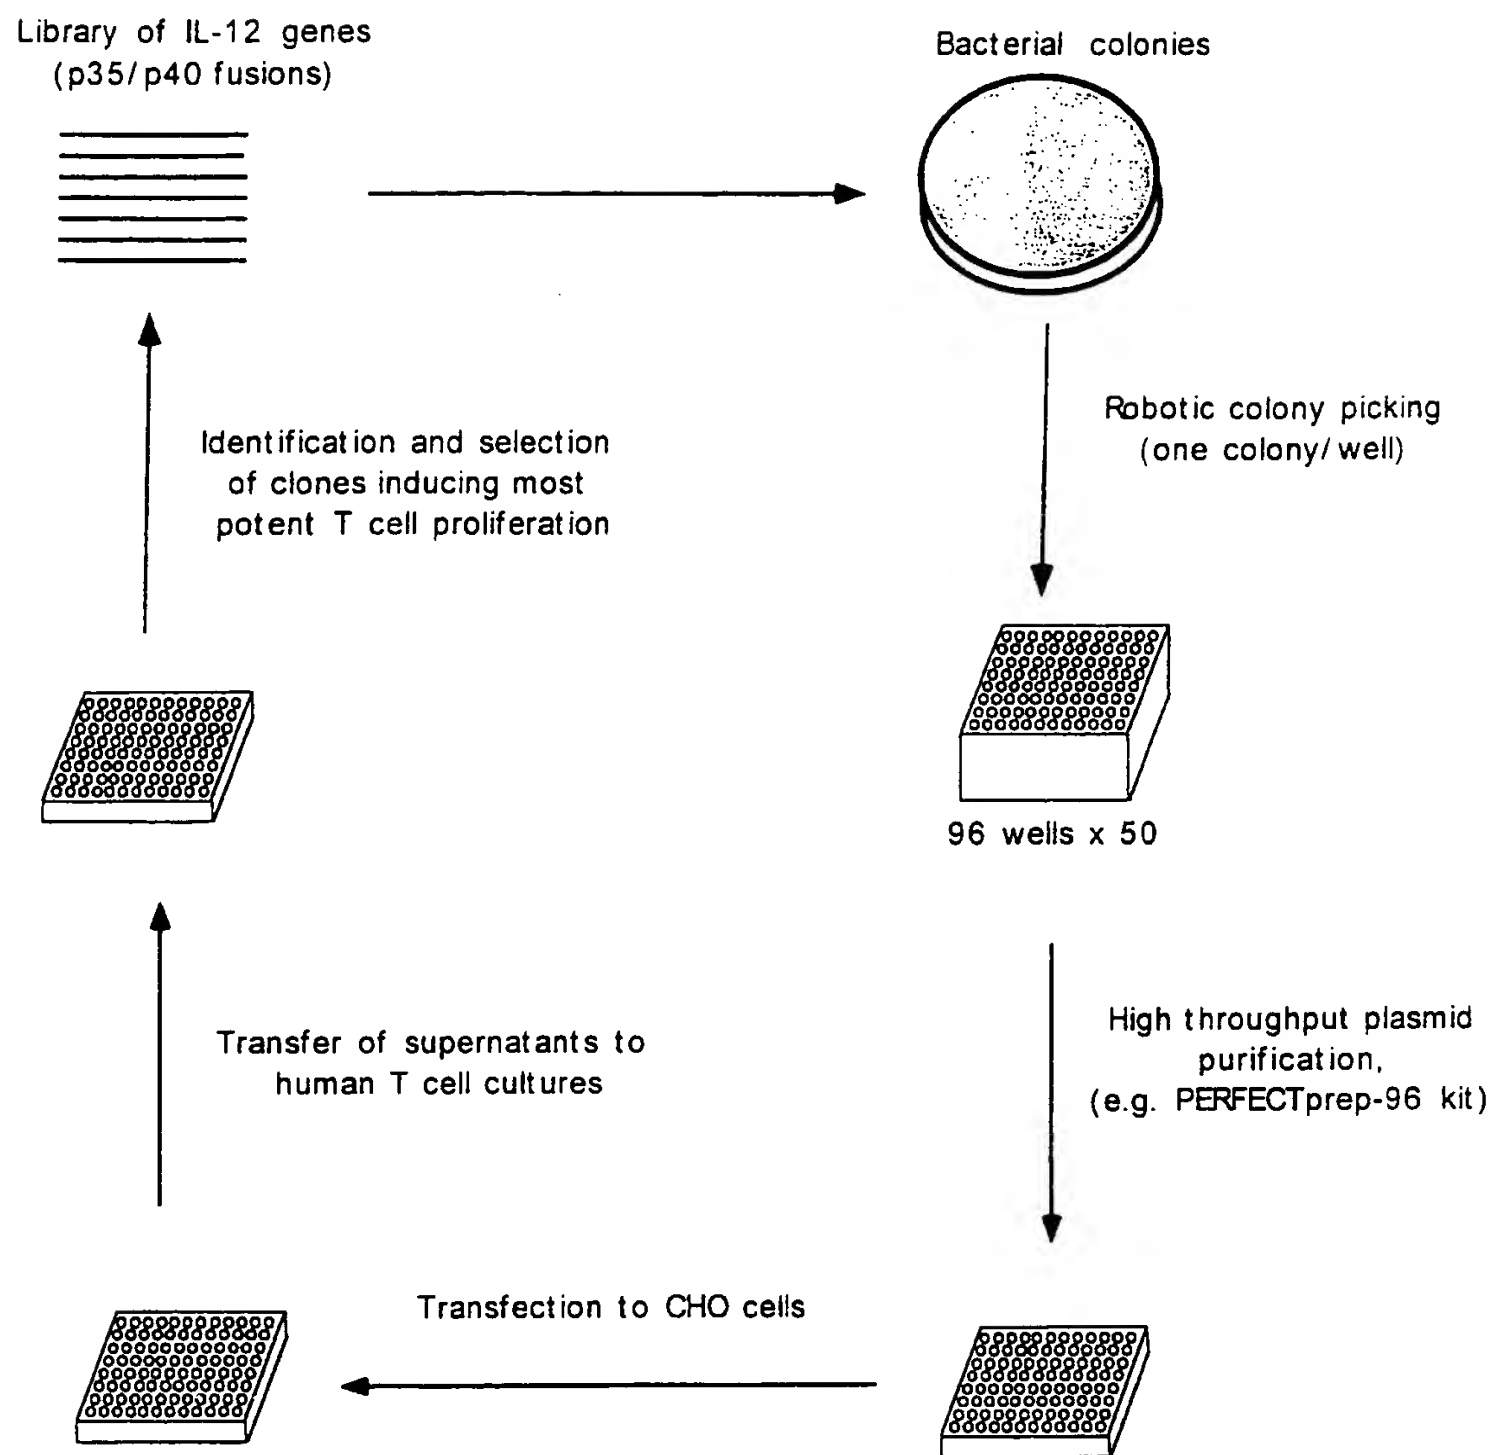 Library of IL-12 genes
(p35/p40 fusions)
Bacterial colonies
Robotic colony picking
(one colony/well)
Identification and selection
of clones inducing most
potent T cell proliferation
96 wells x 50
High throughput plasmid
purification,
(e.g. PERFECTprep-96 kit)
Transfer of supernatants to
human T cell cultures
Transfection to CHO cells